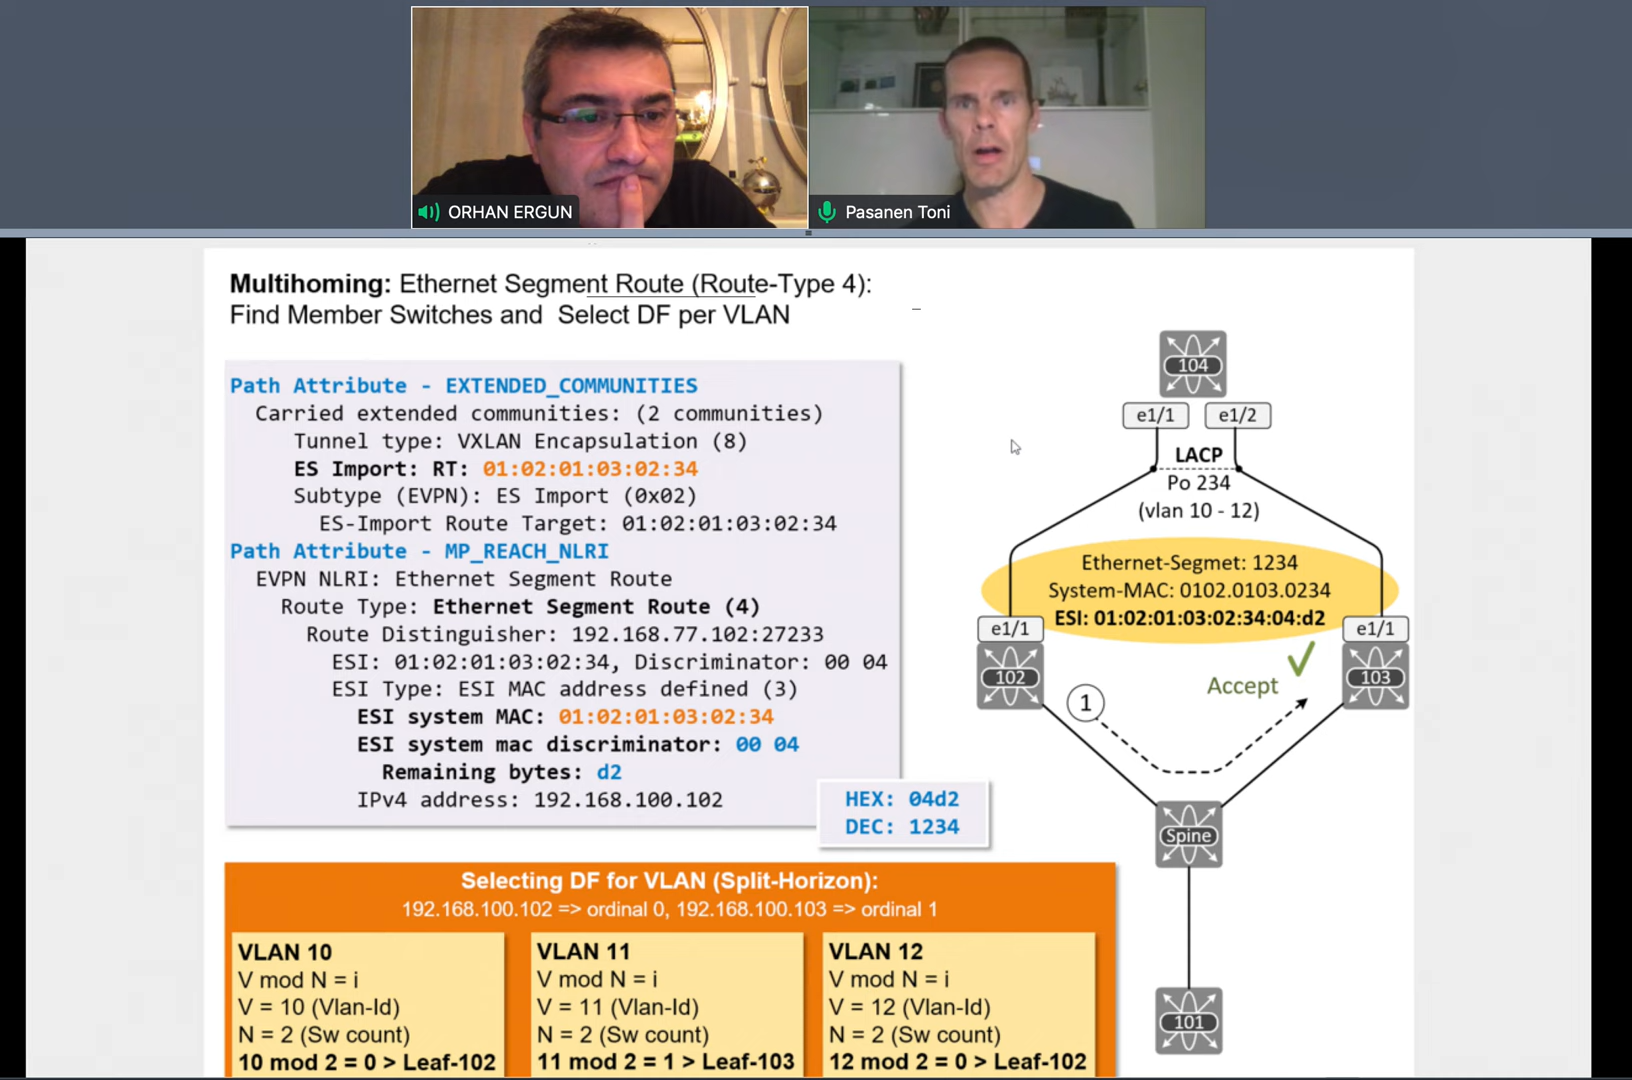 ORHAN ERGUN
Pasanen Toni
Multihoming: Ethernet Segment Route (Route-Type 4):
Find Member Switches and Select DF per VLAN
Path Attribute - EXTENDED_COMMUNITIES
Carried extended communities: (2 communities)
Tunnel type: VXLAN Encapsulation (8)
ES Import: RT: 01:02:01:03:02:34
Subtype (EVPN): ES Import (0x02)
ES-Import Route Target: 01:02:01:03:02:34
Path Attribute - MP_REACH_NLRI
EVPN NLRI: Ethernet Segment Route
Route Type: Ethernet Segment Route (4)
Route Distinguisher: 192.168.77.102:27233
ESI: 01:02:01:03:02:34, Discriminator: 00 04
ESI Type: ESI MAC address defined (3)
ESI system MAC: 01:02:01:03:02:34
ESI system mac discriminator: 00 04
Remaining bytes: d2
IPv4 address: 192.168.100.102
HEX: 04d2
DEC: 1234
104
e1/1
e1/2
LACP
Po 234
(vlan 10 - 12)
Ethernet-Segmet: 1234
System-MAC: 0102.0103.0234
ESI: 01:02:01:03:02:34:04:d2
e1/1
e1/1
102
103
Accept
1
Spine
101
Selecting DF for VLAN (Split-Horizon):
192.168.100.102 => ordinal 0, 192.168.100.103 => ordinal 1
VLAN 10
V mod N = i
V = 10 (Vlan-Id)
N = 2 (Sw count)
10 mod 2 = 0 > Leaf-102
VLAN 11
V mod N = i
V = 11 (Vlan-Id)
N = 2 (Sw count)
11 mod 2 = 1 > Leaf-103
VLAN 12
V mod N = i
V = 12 (Vlan-Id)
N = 2 (Sw count)
12 mod 2 = 0 > Leaf-102